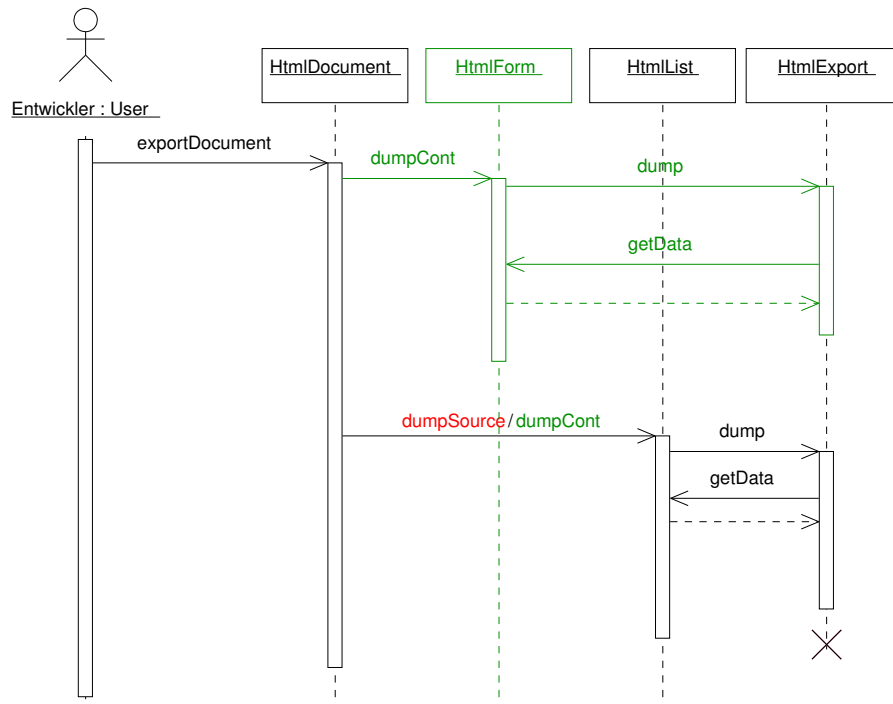 HtmlDocument
HtmlForm
HtmlList
HtmlExport
Entwickler : User
exportDocument
dumpCont
dump
getData
dumpSource/dumpCont
dump
getData